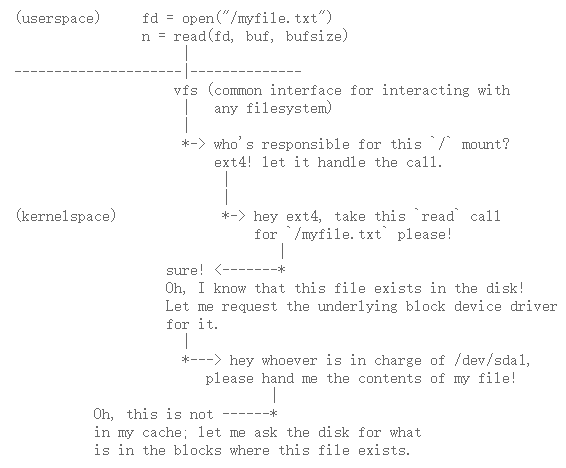 (userspace) fd = open("/myfile.txt")
n = read(fd, buf, bufsize)
vfs (common interface for interacting with
any filesystem)
*-> who's responsible for this `/` mount?
ext4! let it handle the call.
(kernelspace) *-> hey ext4, take this `read` call
for `/myfile.txt` please!
sure! <-------*
Oh, I know that this file exists in the disk!
Let me request the underlying block device driver
for it.
*---> hey whoever is in charge of /dev/sda1,
please hand me the contents of my file!
Oh, this is not ------*
in my cache; let me ask the disk for what
is in the blocks where this file exists.